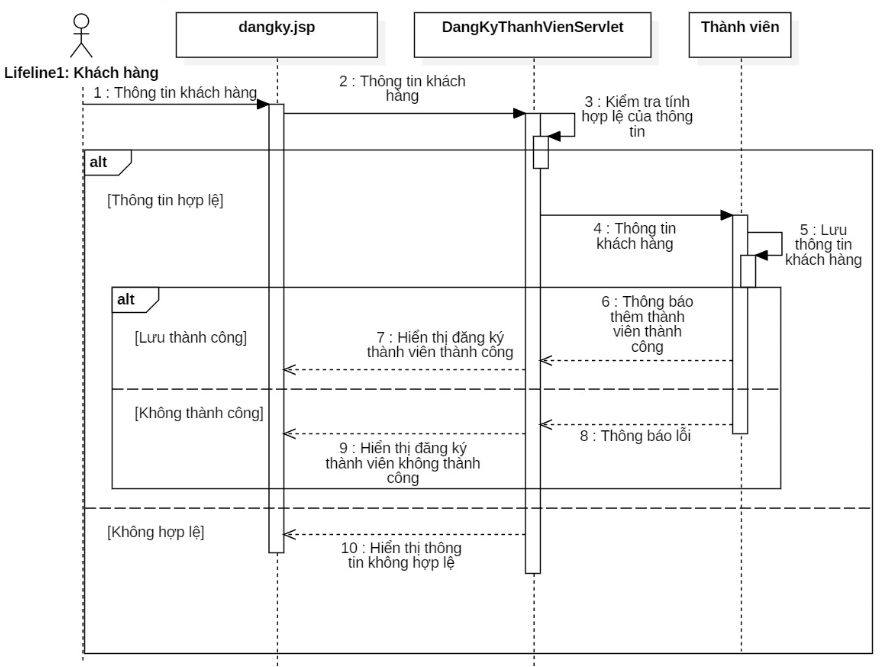 dangky.jsp
DangKyThanhVienServlet
Thành viên
Lifeline1: Khách hàng
1 : Thông tin khách hàng
2 : Thông tin khách
hàng
3 : Kiểm tra tính
hợp lệ của thông
tin
alt
[Thông tin hợp lệ]
4 : Thông tin
khách hàng
5 : Lưu
thông tin
khách hàng
alt
[Lưu thành công]
6 : Thông báo
thêm thành
viên thành
công
7 : Hiển thị đăng ký
thành viên thành công
[Không thành công]
8 : Thông báo lỗi
9 : Hiển thị đăng ký
thành viên không thành
công
[Không hợp lệ]
10 : Hiển thị thông
tin không hợp lệ